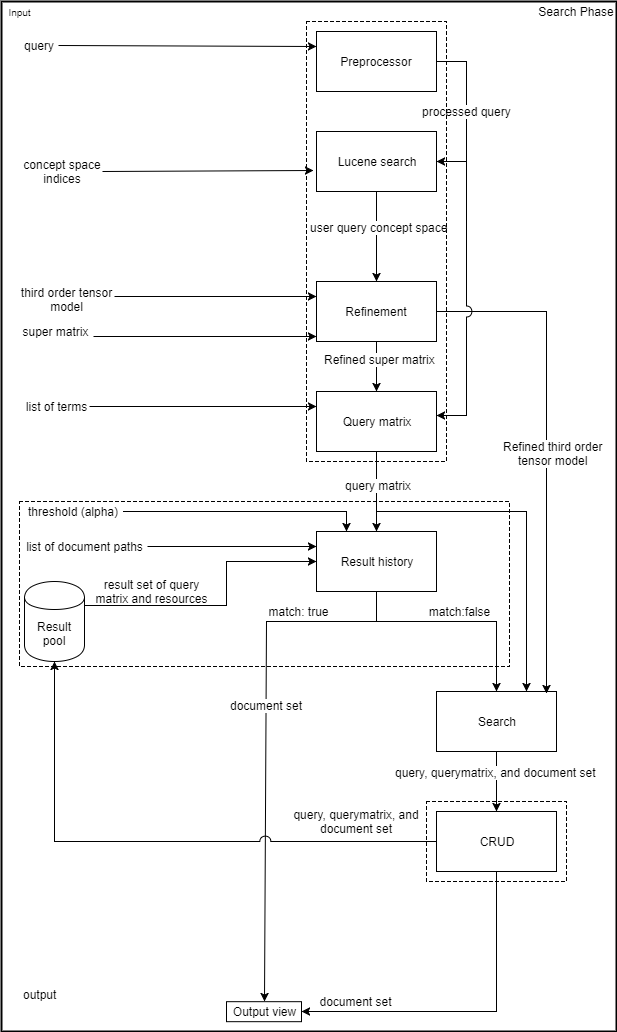 Input
Search Phase
query
Preprocessor
processed query
concept space
indices
Lucene search
user query concept space
third order tensor
model
super matrix
Refinement
Refined super matrix
list of terms
Query matrix
Refined third order
tensor model
query matrix
threshold (alpha)
list of document paths
Result history
result set of query
matrix and resources
Result
pool
match: true
match:false
document set
Search
query, querymatrix, and document set
query, querymatrix, and
document set
CRUD
output
document set
Output view